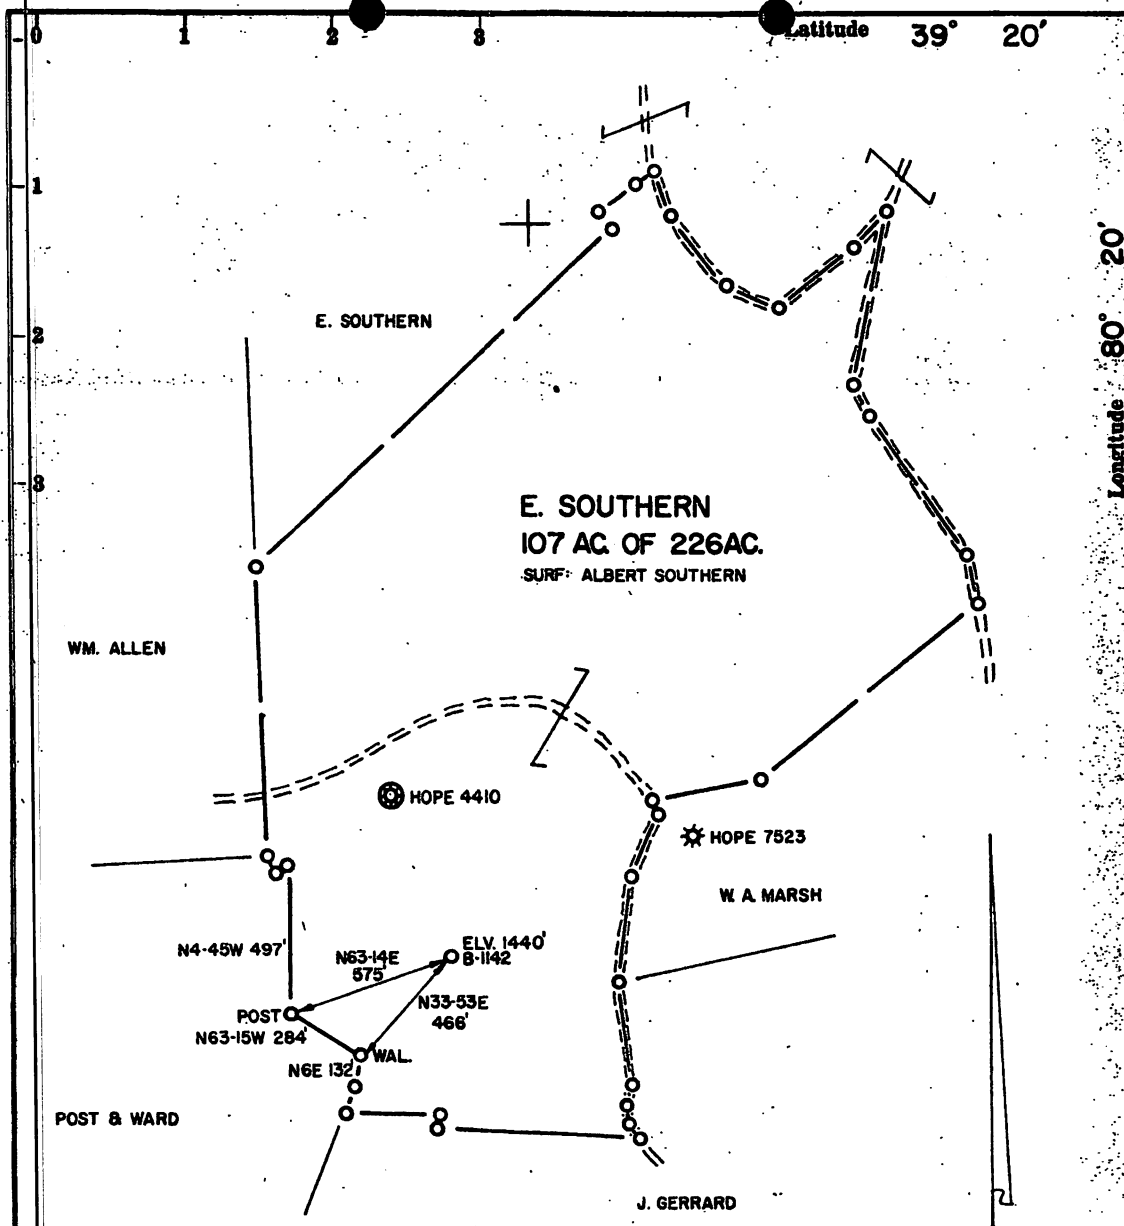 0 1 2 3 Latitude 39° 20'
1
2
3
Longitude 80° 20'
E. SOUTHERN
E. SOUTHERN
107 AC. OF 226AC.
SURF: ALBERT SOUTHERN
WM. ALLEN
HOPE 4410
HOPE 7523
W. A. MARSH
N4-45W 497'
N63-14E
575'
ELV. 1440'
B-1142
N33-53E
466'
POST
N63-15W 284'
WAL.
N6E 132'
POST & WARD
J. GERRARD